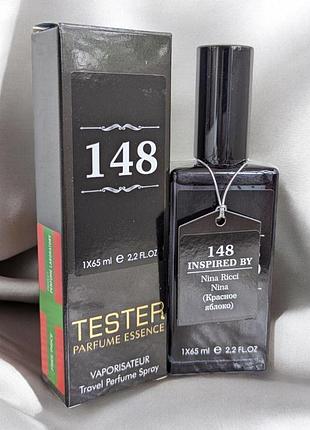 148
1X65 ml ℮ 2,2 FL.OZ
TESTER
PARFUME ESSENCE
VAPORISATEUR
Travel Perfume Spray
148
INSPIRED BY
Nina Ricci
Nina
(Красное
яблоко)
1X65 ml ℮ 2,2 FL.OZ